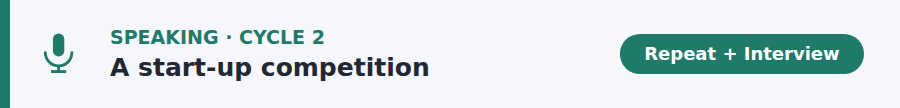 SPEAKING · CYCLE 2
A start-up competition
Repeat + Interview